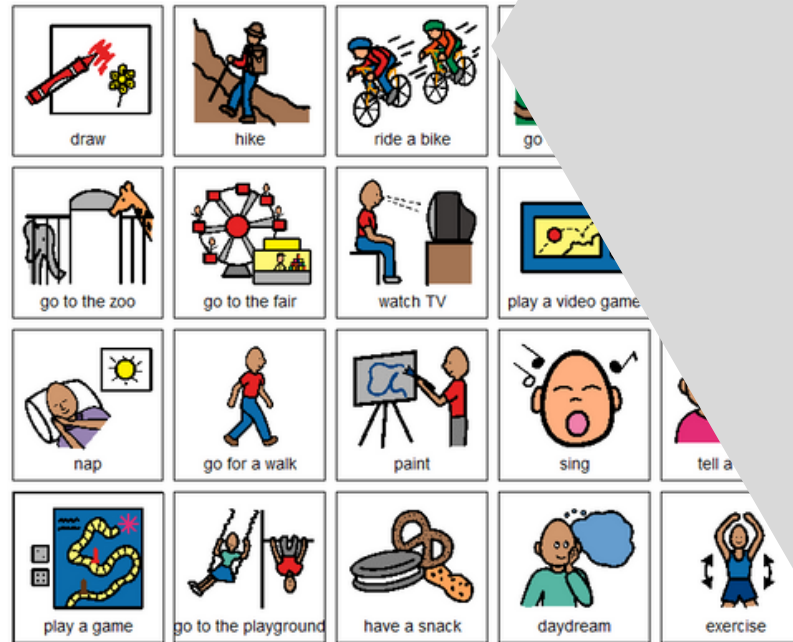 draw
hike
ride a bike
go
go to the zoo
go to the fair
watch TV
play a video game
nap
go for a walk
paint
sing
tell a
play a game
go to the playground
have a snack
daydream
exercise